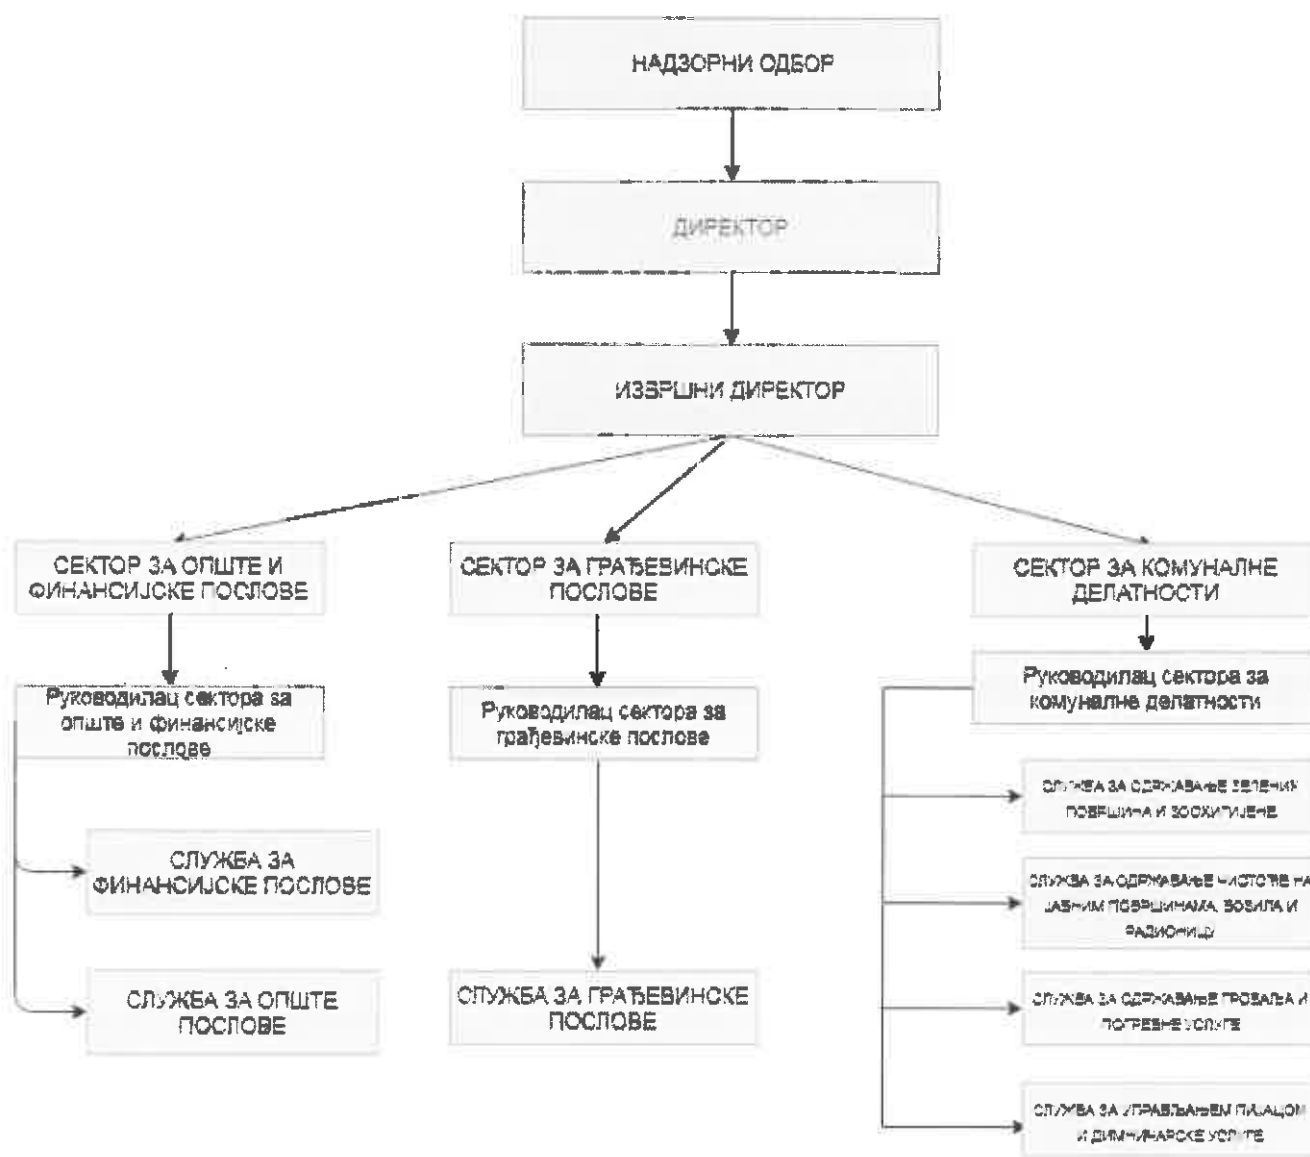 НАДЗОРНИ ОДБОР
ДИРЕКТОР
ИЗВРШНИ ДИРЕКТОР
СЕКТОР ЗА ОПШТЕ И
ФИНАНСИЈСКЕ ПОСЛОВЕ
СЕКТОР ЗА ГРАЂЕВИНСКЕ
ПОСЛОВЕ
СЕКТОР ЗА КОМУНАЛНЕ
ДЕЛАТНОСТИ
Руководилац сектора за
опште и финансијске
послове
Руководилац сектора за
грађевинске послове
Руководилац сектора за
комуналне делатности
СЛУЖБА ЗА
ФИНАНСИЈСКЕ ПОСЛОВЕ
СЛУЖБА ЗА ОПШТЕ
ПОСЛОВЕ
СЛУЖБА ЗА ГРАЂЕВИНСКЕ
ПОСЛОВЕ
СЛУЖБА ЗА ОДРЖАВАЊЕ ЗЕЛЕНИХ
ПОВРШИНА И ЗООХИГИЈЕНЕ
СЛУЖБА ЗА ОДРЖАВАЊЕ ЧИСТОЋЕ НА
ЈАВНИМ ПОВРШИНАМА, ВОЗИЛА И
РАДИОНИЦУ
СЛУЖБА ЗА ОДРЖАВАЊЕ ГРОБАЉА И
ПОГРЕБНЕ УСЛУГЕ
СЛУЖБА ЗА УПРАВЉАЊЕМ ПИЈАЦОМ
И ДИМНИЧАРСКЕ УСЛУГЕ